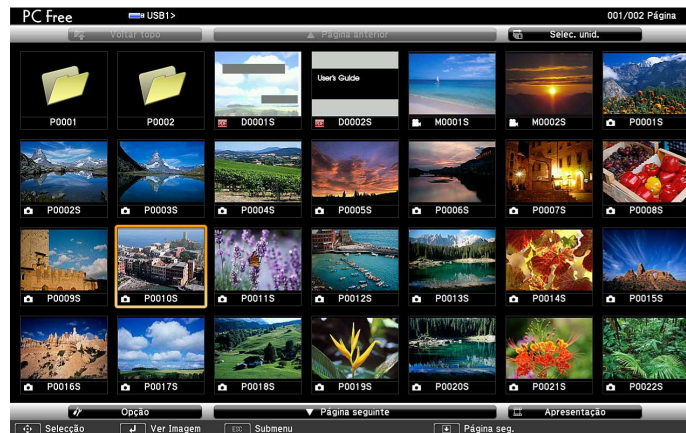 PC Free USB1> 001/002 Página
Voltar topo Página anterior Selec. unid.
User's Guide
P0001 P0002 D0001S D0002S M0001S M0002S P0001S
P0002S P0003S P0004S P0005S P0006S P0007S P0008S
P0009S P0010S P0011S P0012S P0013S P0014S P0015S
P0016S P0017S P0018S P0019S P0020S P0021S P0022S
Opção Página seguinte Apresentação
Selecção Ver Imagem ESC Submenu Página seg.